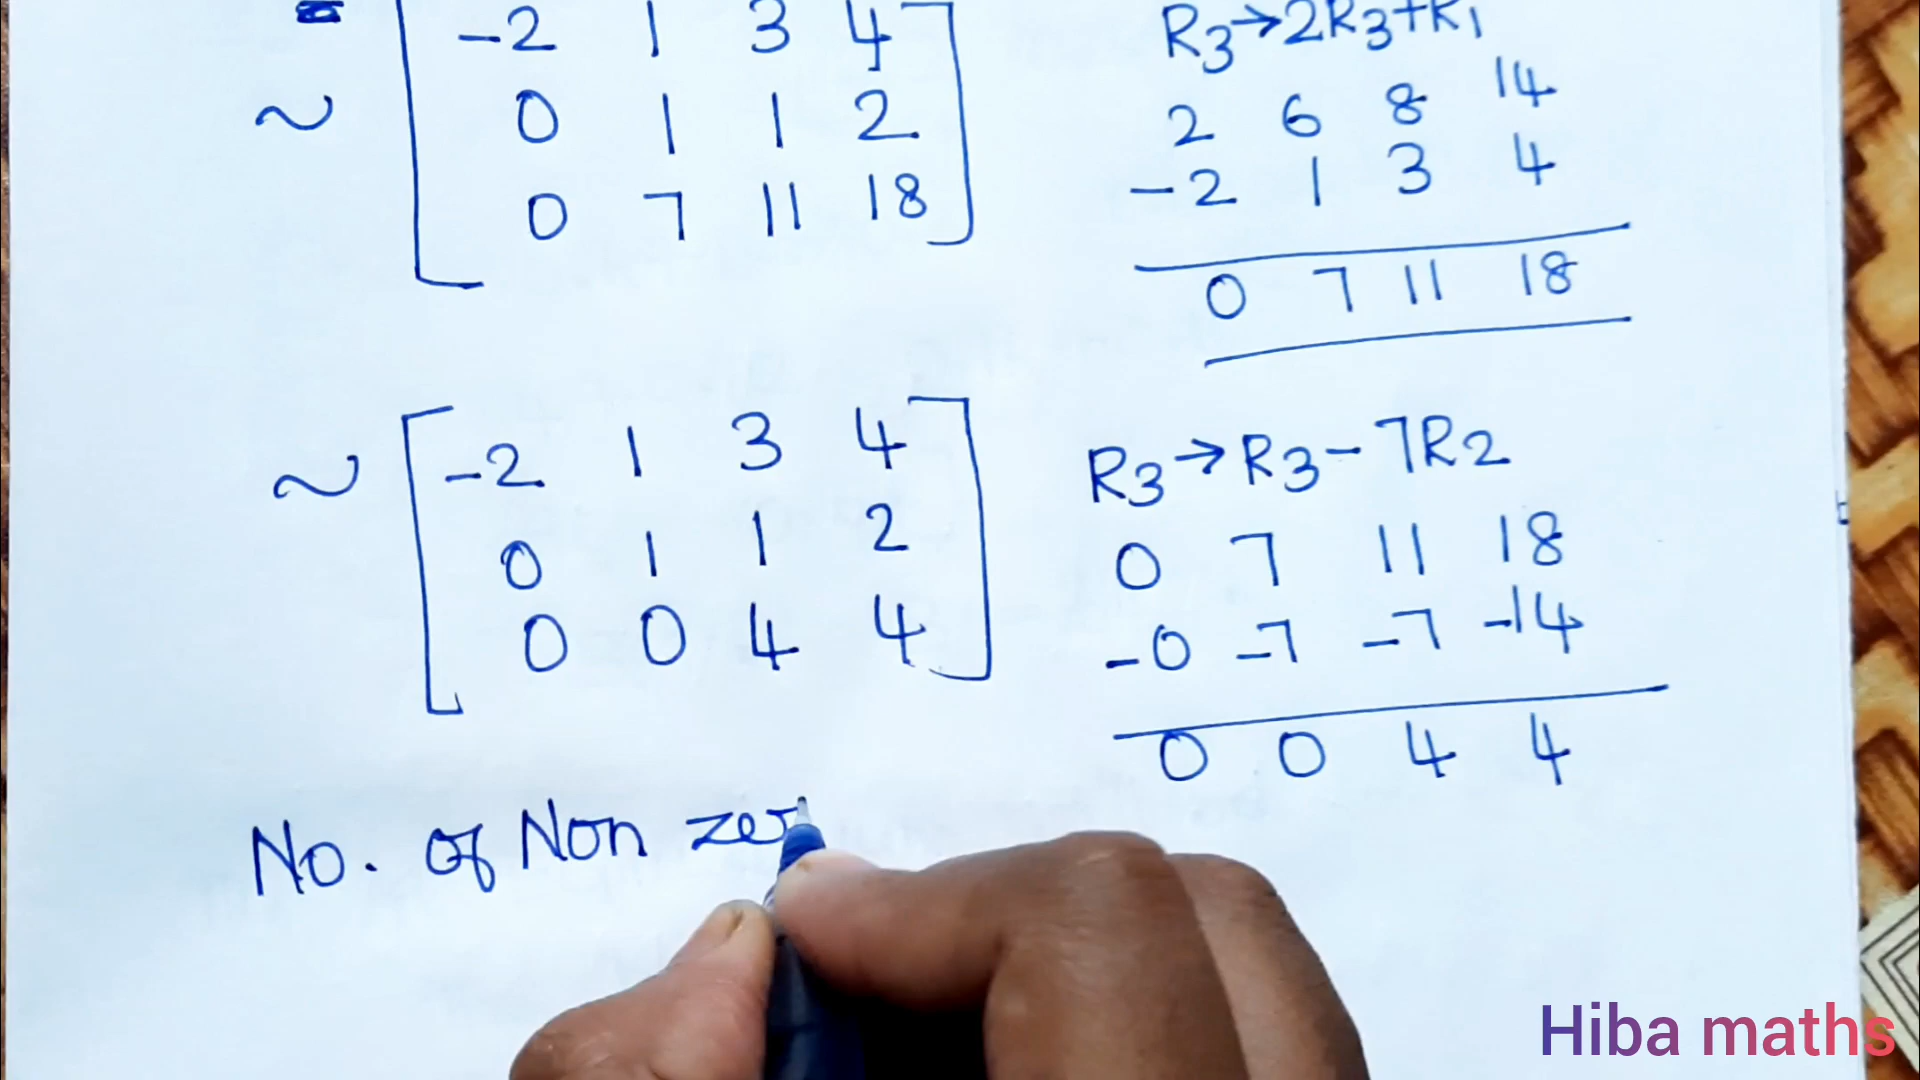 -2 1 3 4 R3→2R3+R1
2 6 8 14
~ 0 1 1 2
-2 1 3 4
0 7 11 18
0 7 11 18
~ -2 1 3 4 R3→R3-7R2
0 1 1 2
0 7 11 18
0 0 4 4
-0 -7 -7 -14
0 0 4 4
No. of Non zer
Hiba maths